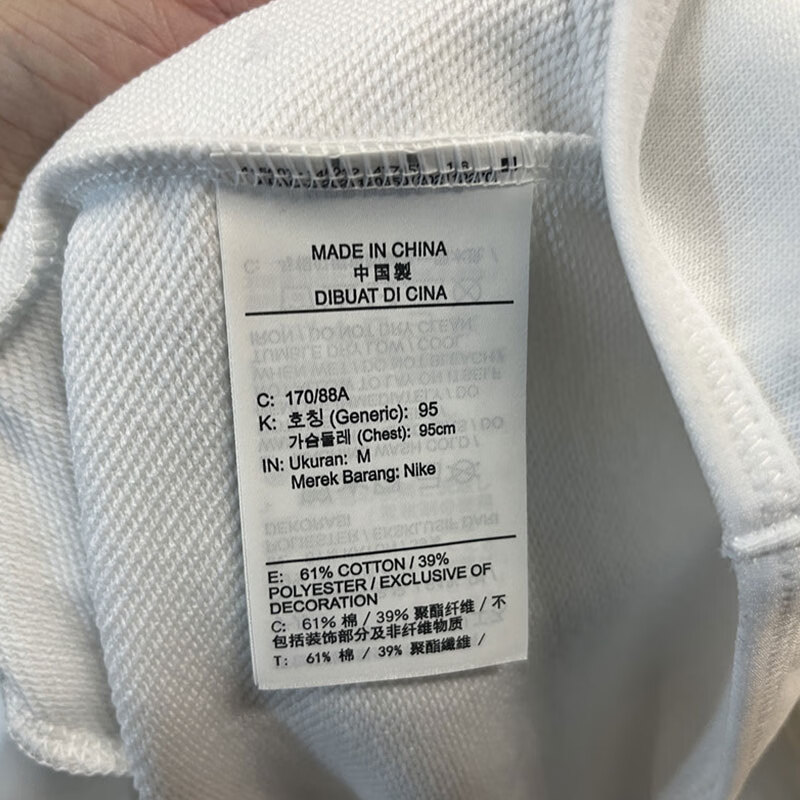 MADE IN CHINA
中国製
DIBUAT DI CINA
C: 170/88A
K: 호칭 (Generic): 95
가슴둘레 (Chest): 95cm
IN: Ukuran: M
Merek Barang: Nike
E: 61% COTTON / 39%
POLYESTER / EXCLUSIVE OF
DECORATION
C: 61% 棉 / 39% 聚酯纤维 / 不
包括装饰部分及非纤维物质
T: 61% 棉 / 39% 聚酯纖維 /